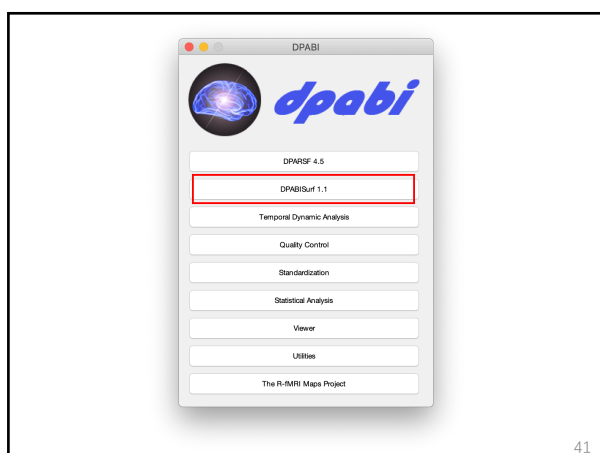 DPABI
dpabi
DPARSF 4.5
DPABISurf 1.1
Temporal Dynamic Analysis
Quality Control
Standardization
Statistical Analysis
Viewer
Utilities
The R-fMRI Maps Project
41